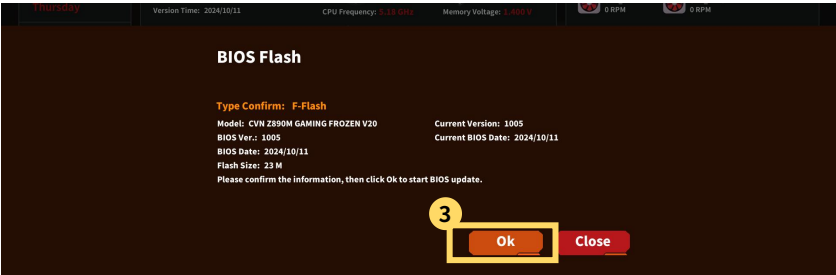 Thursday
Version Time: 2024/10/11
CPU Frequency: 5.18 GHz
Memory Voltage: 1.400 V
0 RPM
0 RPM
BIOS Flash
Type Confirm: F-Flash
Model: CVN Z890M GAMING FROZEN V20
Current Version: 1005
BIOS Ver.: 1005
Current BIOS Date: 2024/10/11
BIOS Date: 2024/10/11
Flash Size: 23 M
Please confirm the information, then click Ok to start BIOS update.
3
Ok
Close